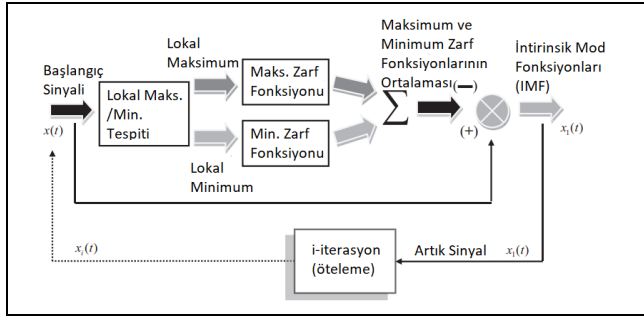 Başlangıç
Sinyali
x(t)
Lokal Maks.
/Min.
Tespiti
Lokal
Maksimum
Lokal
Minimum
Maks. Zarf
Fonksiyonu
Min. Zarf
Fonksiyonu
Maksimum ve
Minimum Zarf
Fonksiyonlarının
Ortalaması
∑
(−)
(+)
İntirinsik Mod
Fonksiyonları
(IMF)
x₁(t)
xᵢ(t)
i-iterasyon
(öteleme)
Artık Sinyal
x₁(t)